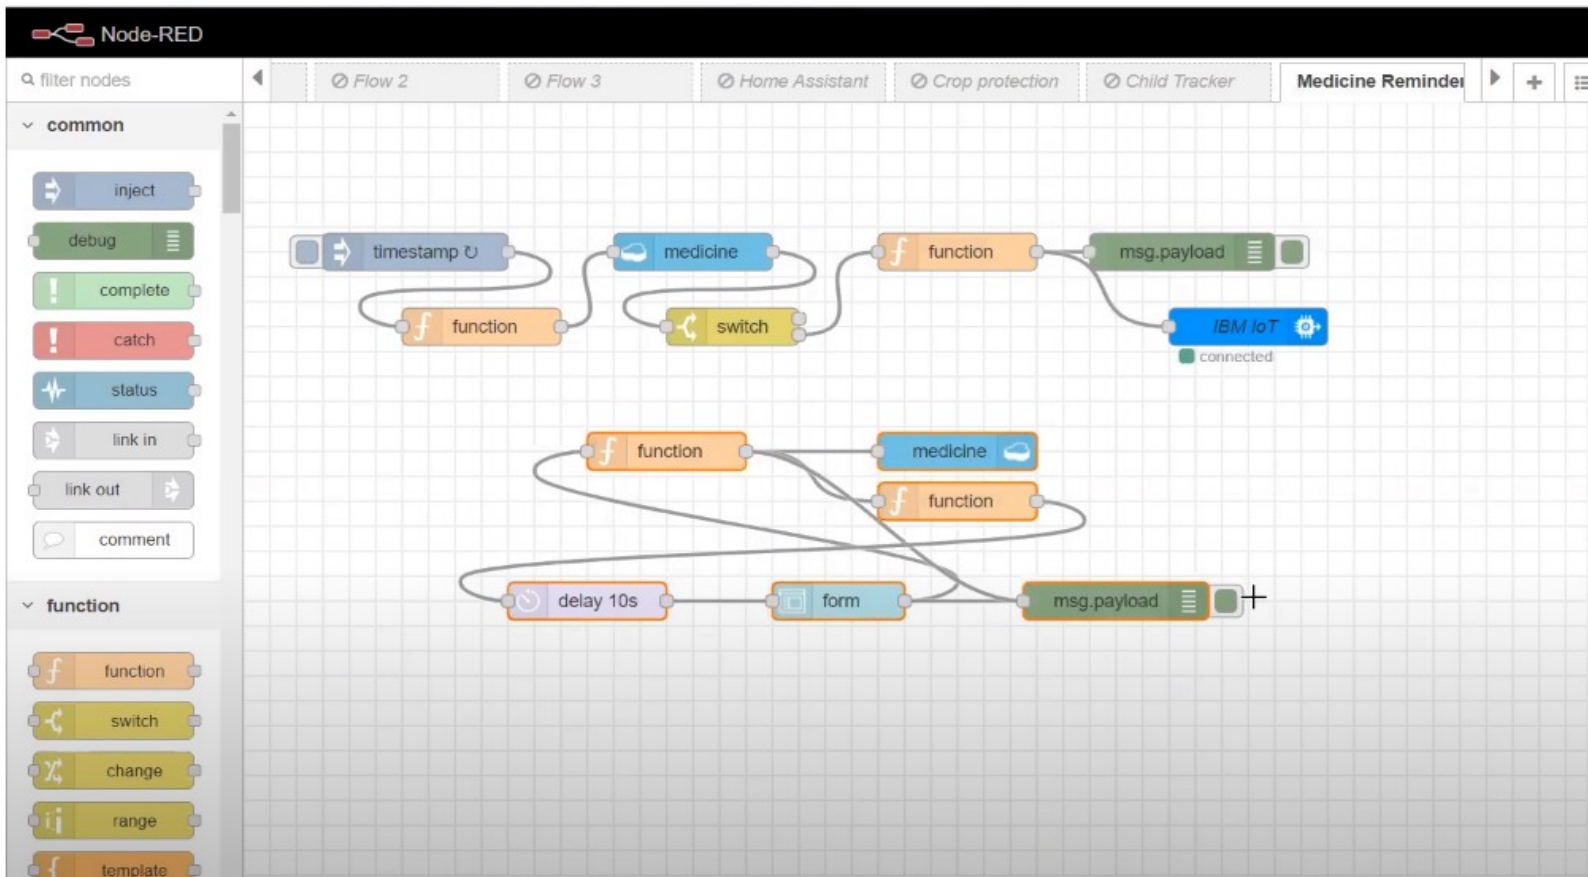 Node-RED
filter nodes
Flow 2
Flow 3
Home Assistant
Crop protection
Child Tracker
Medicine Reminder
common
inject
debug
complete
catch
status
link in
link out
comment
function
function
switch
change
range
template
timestamp ↻
medicine
function
msg.payload
function
switch
IBM IoT
connected
function
medicine
function
delay 10s
form
msg.payload